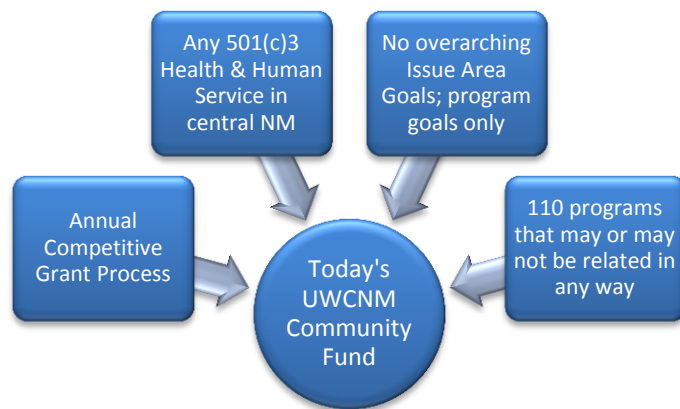 Any 501(c)3
Health & Human
Service in
central NM
No overarching
Issue Area
Goals; program
goals only
Annual
Competitive
Grant Process
110 programs
that may or may
not be related in
any way
Today's
UWCNM
Community
Fund